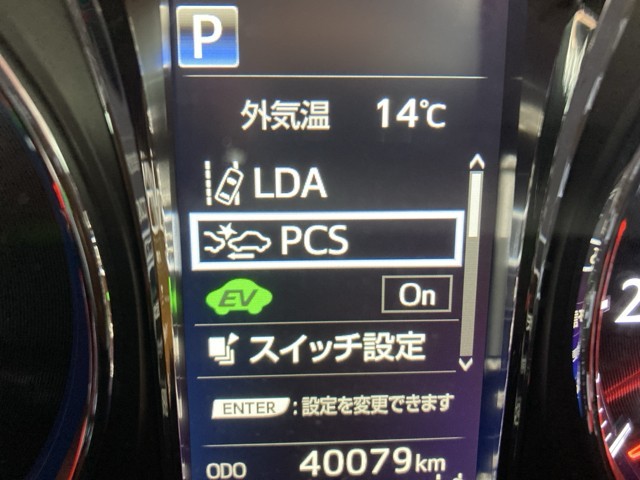 P
外気温 14℃
LDA
PCS
EV On
スイッチ設定
ENTER :設定を変更できます
ODO 40079km
2